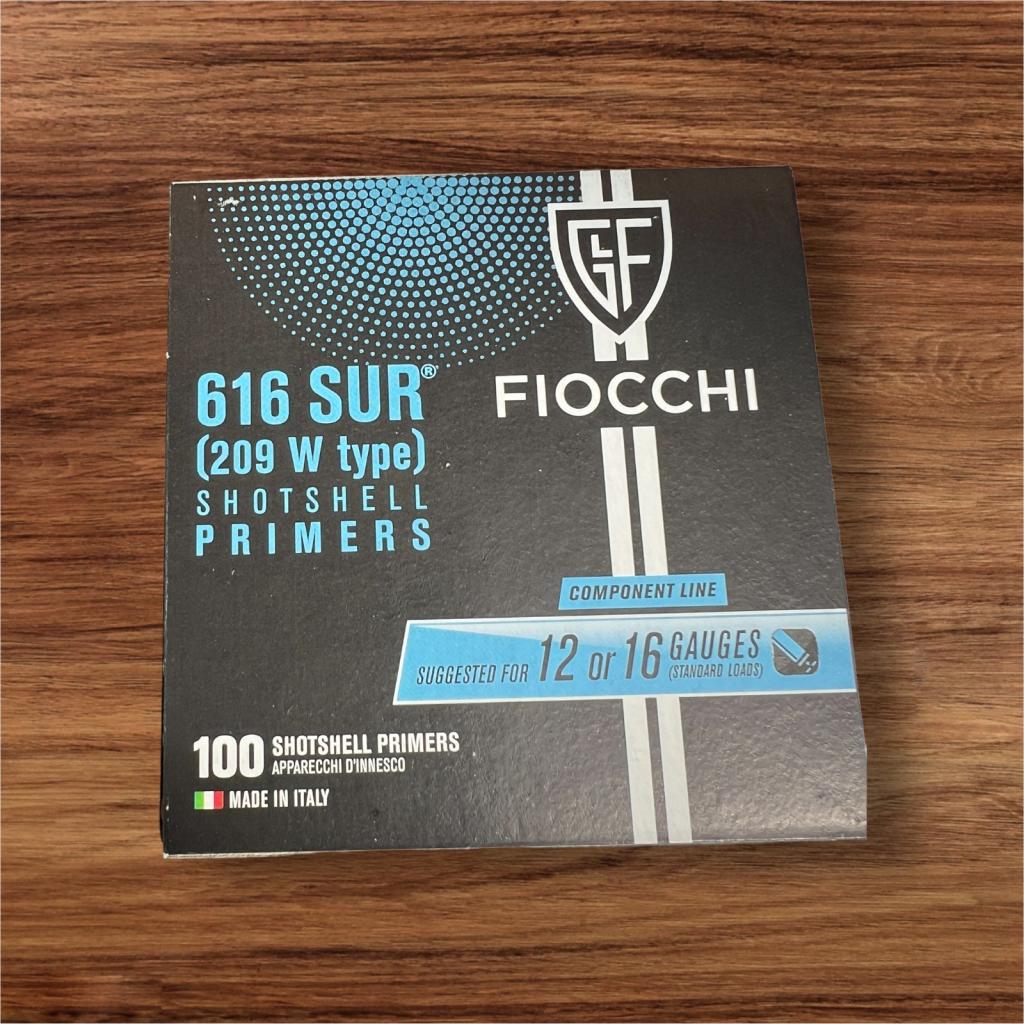 GLF
FIOCCHI
616 SUR®
(209 W type)
SHOTSHELL
PRIMERS
COMPONENT LINE
SUGGESTED FOR 12 or 16 GAUGES
(STANDARD LOADS)
100 SHOTSHELL PRIMERS
APPARECCHI D'INNESCO
MADE IN ITALY